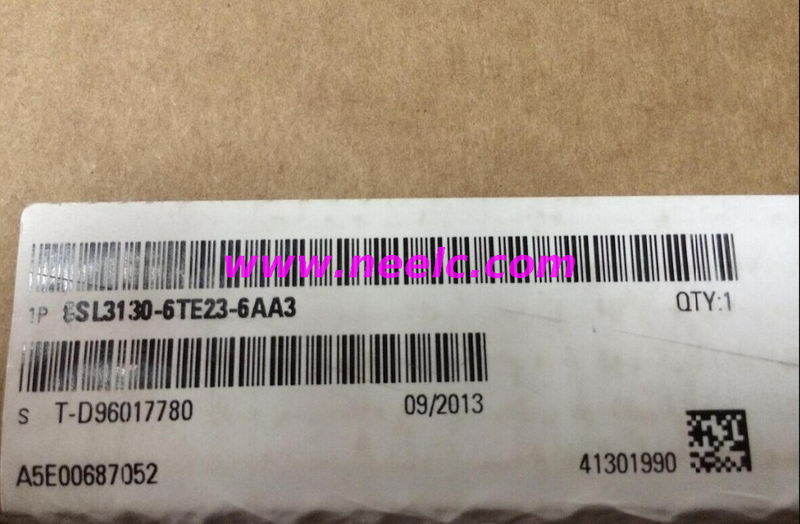 www.neelc.com
1P 6SL3130-6TE23-6AA3
QTY:1
S T-D96017780
09/2013
A5E00687052
41301990